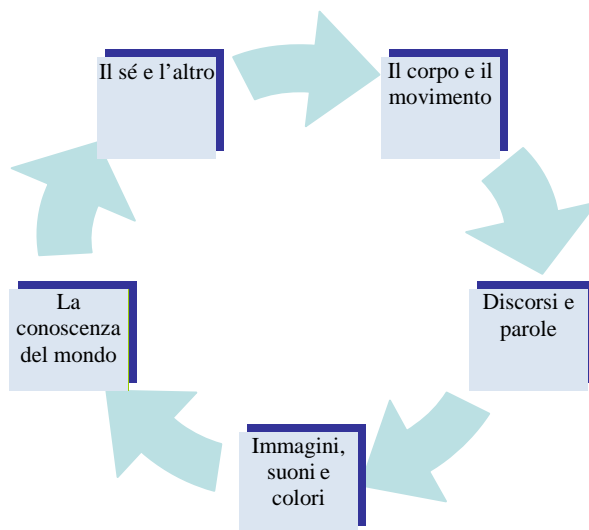 Il sé e l’altro
Il corpo e il
movimento
Discorsi e
parole
Immagini,
suoni e
colori
La
conoscenza
del mondo